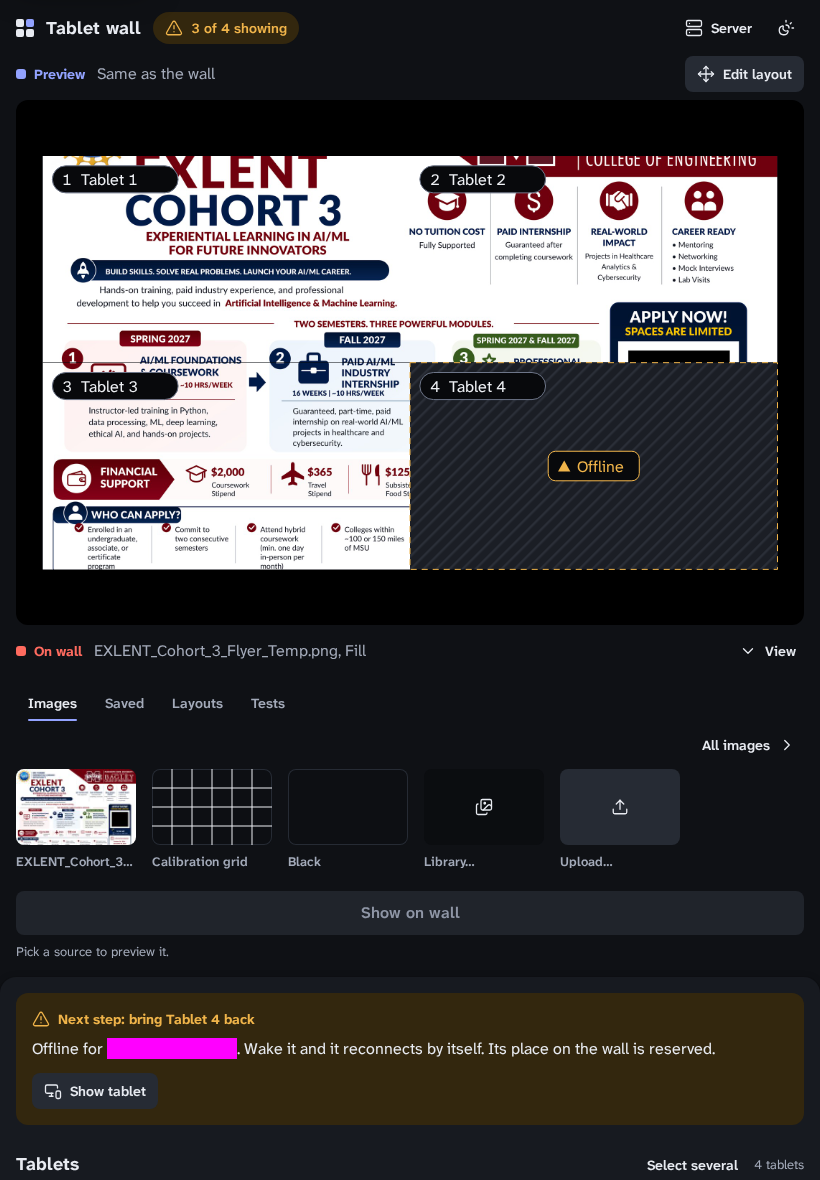 Tablet wall
3 of 4 showing
Server
Preview Same as the wall
Edit layout
EXLENT
COLLEGE OF ENGINEERING
1 Tablet 1
2 Tablet 2
COHORT 3
EXPERIENTIAL LEARNING IN AI/ML
FOR FUTURE INNOVATORS
BUILD SKILLS. SOLVE REAL PROBLEMS. LAUNCH YOUR AI/ML CAREER.
Hands-on training, paid industry experience, and professional
development to help you succeed in Artificial Intelligence & Machine Learning.
$
NO TUITION COST
Fully Supported
PAID INTERNSHIP
Guaranteed after
completing coursework
REAL-WORLD
IMPACT
Projects in Healthcare
Analytics &
Cybersecurity
CAREER READY
• Mentoring
• Networking
• Mock Interviews
• Lab Visits
APPLY NOW!
SPACES ARE LIMITED
TWO SEMESTERS. THREE POWERFUL MODULES.
SPRING 2027
1
AI/ML FOUNDATIONS
& COURSEWORK
~10 HRS/WEEK
Instructor-led training in Python,
data processing, ML, deep learning,
ethical AI, and hands-on projects.
FALL 2027
2
PAID AI/ML
INDUSTRY
INTERNSHIP
16 WEEKS | ~10 HRS/WEEK
Guaranteed, part-time, paid
internship on real-world AI/ML
projects in healthcare and
cybersecurity.
SPRING 2027 & FALL 2027
3
PROFESSIONAL
3 Tablet 3
4 Tablet 4
Offline
FINANCIAL
SUPPORT
$2,000
Coursework
Stipend
$365
Travel
Stipend
$125
Subsist
Food St
WHO CAN APPLY?
Enrolled in an
undergraduate,
associate, or
certificate
program
Commit to
two consecutive
semesters
Attend hybrid
coursework
(min. one day
in-person per
month)
Colleges within
~100 or 150 miles
of MSU
On wall EXLENT_Cohort_3_Flyer_Temp.png, Fill
View
Images Saved Layouts Tests
All images
EXLENT_Cohort_3... Calibration grid Black Library... Upload...
Show on wall
Pick a source to preview it.
Next step: bring Tablet 4 back
Offline for . Wake it and it reconnects by itself. Its place on the wall is reserved.
Show tablet
Tablets
Select several 4 tablets